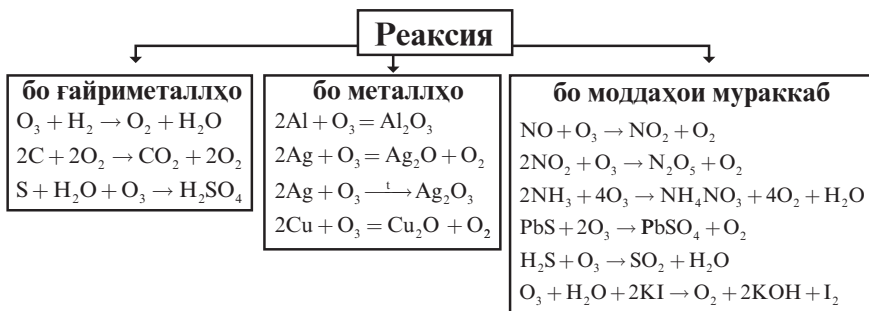 Реаксия
бо ғайриметаллҳо
O₃ + H₂ → O₂ + H₂O
2C + 2O₂ → CO₂ + 2O₂
S + H₂O + O₃ → H₂SO₄
бо металлҳо
2Al + O₃ = Al₂O₃
2Ag + O₃ = Ag₂O + O₂
2Ag + O₃ —t→ Ag₂O₃
2Cu + O₃ = Cu₂O + O₂
бо моддаҳои мураккаб
NO + O₃ → NO₂ + O₂
2NO₂ + O₃ → N₂O₅ + O₂
2NH₃ + 4O₃ → NH₄NO₃ + 4O₂ + H₂O
PbS + 2O₃ → PbSO₄ + O₂
H₂S + O₃ → SO₂ + H₂O
O₃ + H₂O + 2KI → O₂ + 2KOH + I₂